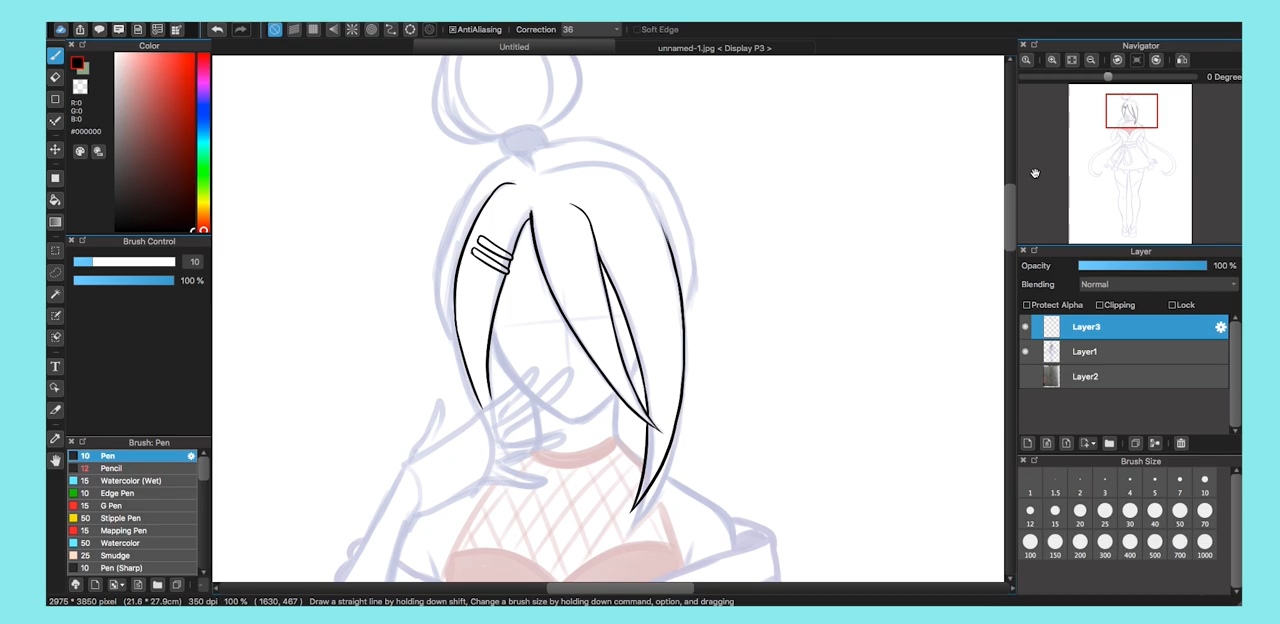 AntiAliasing Correction 36 Soft Edge
Color
Untitled
unnamed-1.jpg < Display P3 >
Navigator
0 Degree
R:0
G:0
B:0
#000000
Brush Control
10
100 %
Layer
Opacity 100 %
Blending Normal
Protect Alpha Clipping Lock
Layer3
Layer1
Layer2
T
Brush: Pen
10 Pen
12 Pencil
15 Watercolor (Wet)
10 Edge Pen
15 G Pen
50 Stipple Pen
15 Mapping Pen
50 Watercolor
25 Smudge
10 Pen (Sharp)
Brush Size
1 1.5 2 3 4 5 7 10
12 15 20 25 30 40 50 70
100 150 200 300 400 500 700 1000
2975 * 3850 pixel (21.6 * 27.9cm) 350 dpi 100 % ( 1630, 467 ) Draw a straight line by holding down shift, Change a brush size by holding down command, option, and dragging